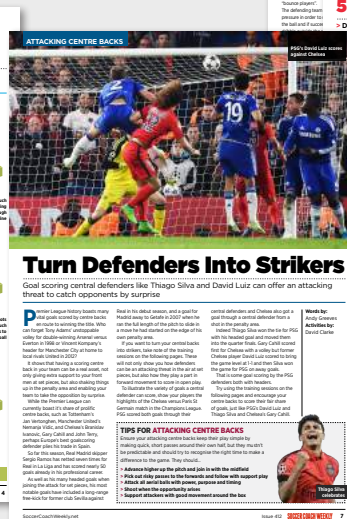 "bounce players".
The defending team
pressure in order to
the ball and if succes
5
> D
ATTACKING CENTRE BACKS
PSG's David Luiz scores
against Chelsea
2
19
Turn Defenders Into Strikers
Goal scoring central defenders like Thiago Silva and David Luiz can offer an attacking
threat to catch opponents by surprise
Premier League history boasts many
vital goals scored by centre backs
en route to winning the title. Who
can forget Tony Adams' undoubtable
volley for double-winning Arsenal versus
Everton in 1998 or Vincent Kompany's
header for Manchester City at home to
local rivals United in 2012?
It shows that having a scoring centre
back in your team can be a real asset, not
only giving extra support to your front
men at set pieces, but also causing things
up in the penalty area and enabling your
team to take the opposition by surprise.
While the Premier League can
currently boast it's share of prolific
centre backs, such as Tottenham's
Jan Vertonghen, Manchester United's
Nemanja Vidic, and Chelsea's Branislav
Ivanovic, Gary Cahill and John Terry,
perhaps Europe's best goalscoring
defender plies his trade in Spain.
So far this season, Real Madrid skipper
Sergio Ramos has netted seven times for
Real in La Liga and has scored nearly 50
goals already in his professional career.
As well as his many headed goals when
joining the attack for set pieces, his most
notable goals have included a long-range
free-kick for former club Sevilla against
Real in his debut season, and a goal for
Madrid away to Getafe in 2007 when he
ran the full length of the pitch to slide in
a move he had started on the edge of his
own penalty area.
If you want to turn your central backs
into strikers, take note of the training
sessions on the following pages. These
will not only show you how defenders
can be an attacking threat in the air at set
pieces, but also how they play a part in
forward movement to score in open play.
To illustrate the variety of goals a central
defender can score, show your players the
highlights of the Chelsea versus Paris St
Germain match in the Champions League.
PSG scored both goals through their
central defenders and Chelsea also got a
goal through a central defender from a
shot in the penalty area.
Indeed Thiago Silva won the tie for PSG
with his headed goal and moved them
into the quarter finals. Gary Cahill scored
first for Chelsea with a volley but former
Chelsea player David Luiz scored to bring
the game level at 1-1 and then Silva won
the game for PSG on away goals.
That is some goal scoring by the PSG
defenders both with headers.
Try using the training sessions on the
following pages and encourage your
centre backs to score their fair share
of goals, just like PSG's David Luiz and
Thiago Silva and Chelsea's Gary Cahill.
Words by:
Andy Greeves
Activities by:
David Clarke
TIPS FOR ATTACKING CENTRE BACKS
Ensure your attacking centre backs keep their play simple by
making quick, short passes around their own half, but they mustn't
be predictable and should try to recognise the right time to make a
difference to the game. They should...
> Advance higher up the pitch and join in the midfield
> Pick out risky passes to the forwards and follow with support play
> Attack all aerial balls with power, purpose and timing
> Shoot when the opportunity arises
> Support attackers with good movement around the box
Thiago Silva
celebrates
4
SoccerCoachWeekly.net
Issue 412
SOCCER COACH WEEKLY
7